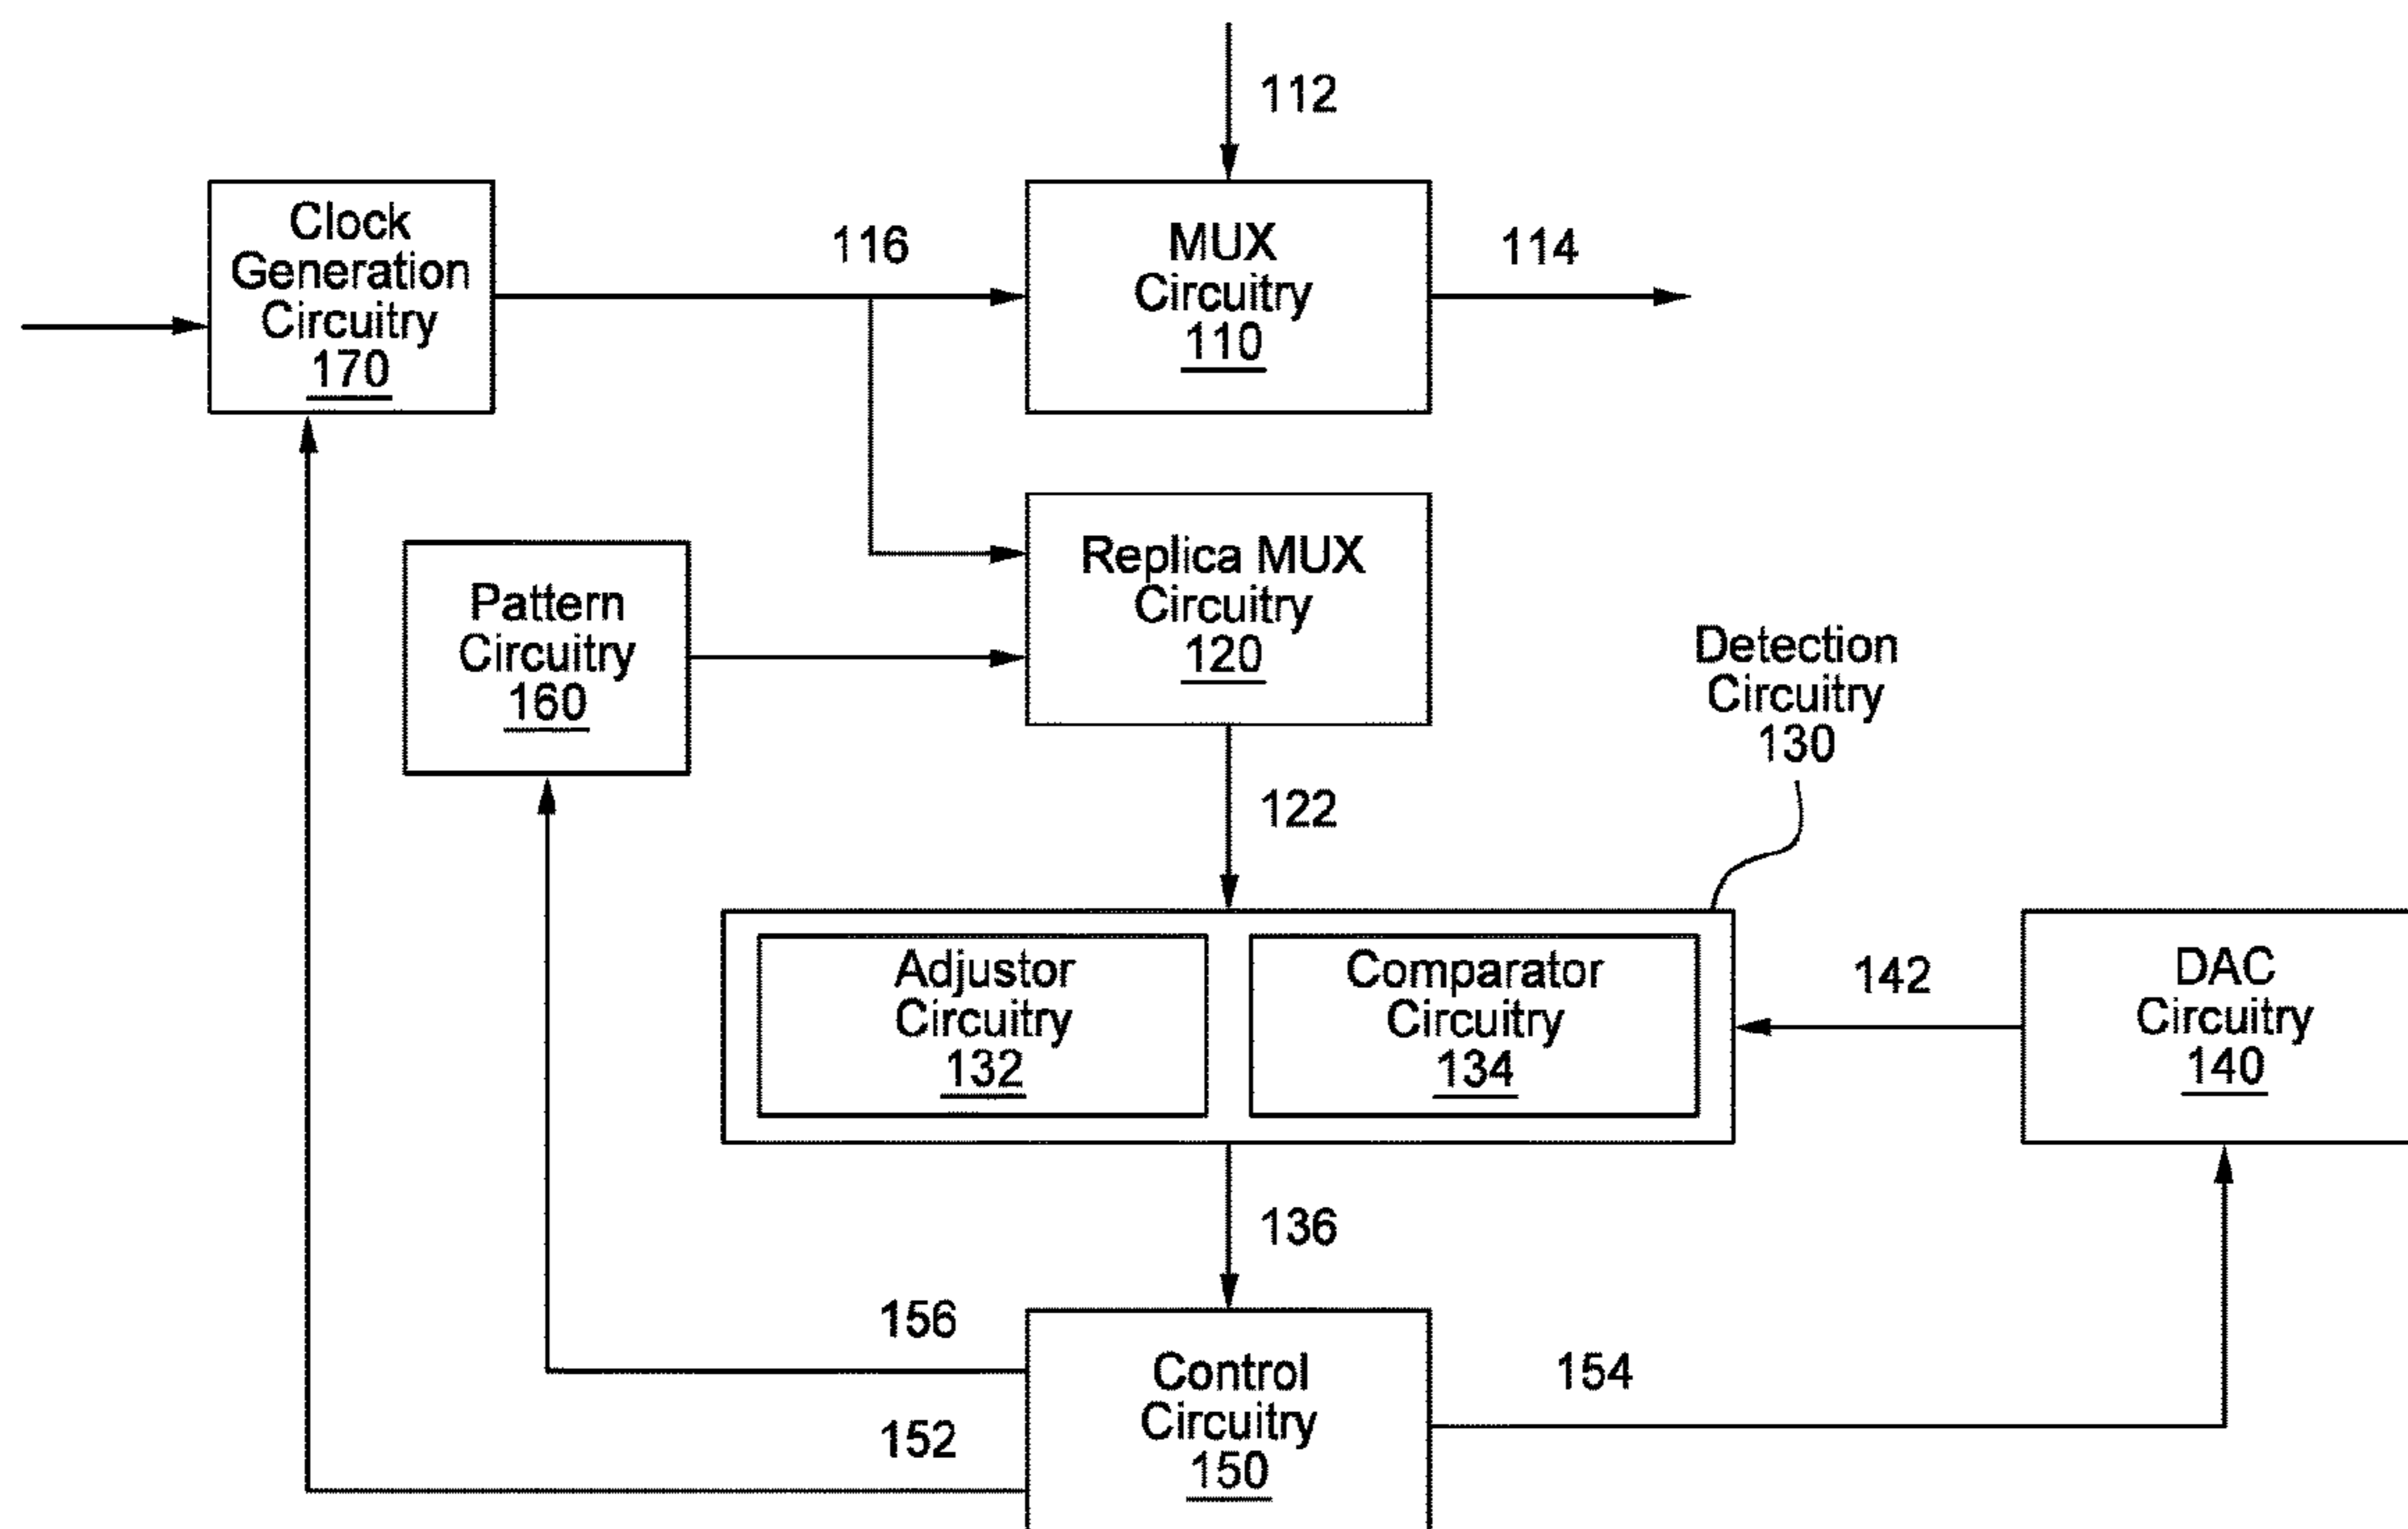 112
Clock
Generation
Circuitry
170
116
MUX
Circuitry
110
114
Replica MUX
Circuitry
120
Pattern
Circuitry
160
Detection
Circuitry
130
122
Adjustor
Circuitry
132
Comparator
Circuitry
134
142
DAC
Circuitry
140
136
156
Control
Circuitry
150
154
152